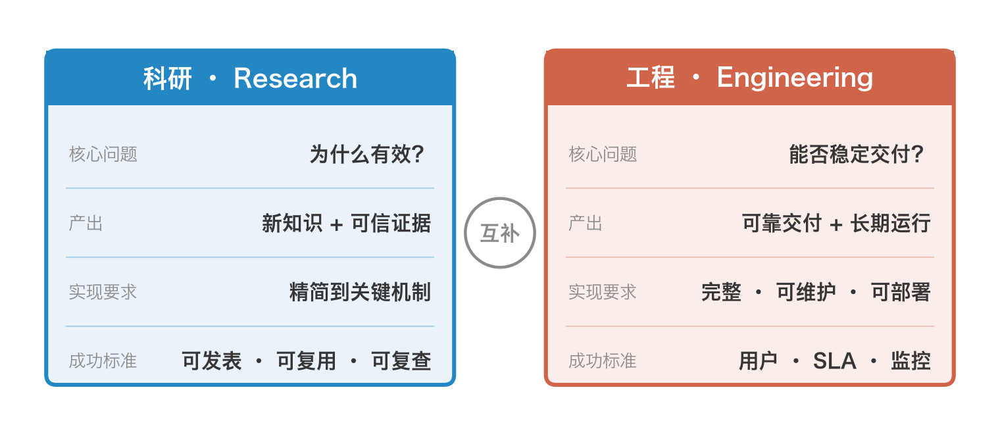 科研 · Research
核心问题 为什么有效？
产出 新知识 + 可信证据
实现要求 精简到关键机制
成功标准 可发表 · 可复用 · 可复查
互补
工程 · Engineering
核心问题 能否稳定交付？
产出 可靠交付 + 长期运行
实现要求 完整 · 可维护 · 可部署
成功标准 用户 · SLA · 监控